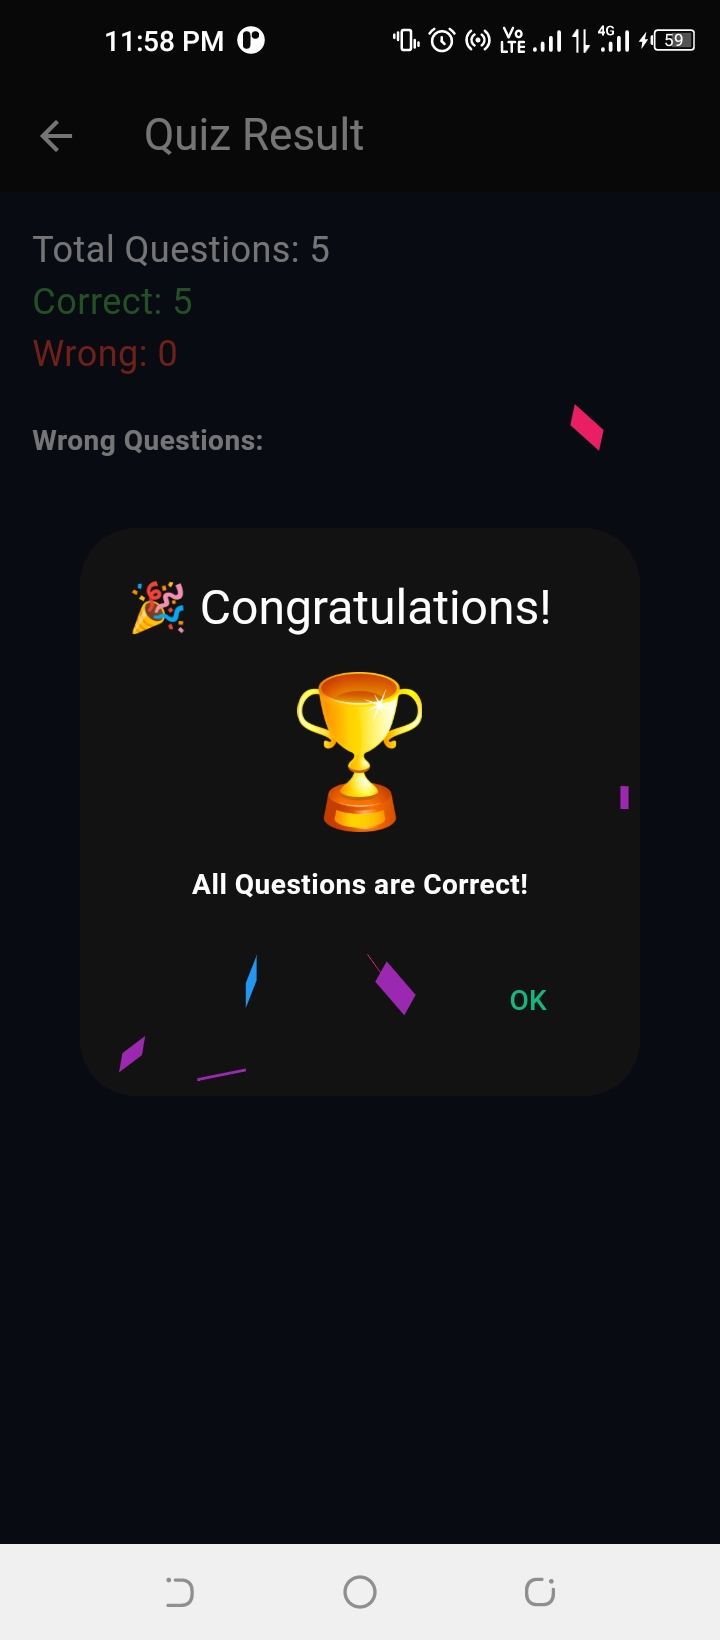 11:58 PM
Vo LTE 4G 59
Quiz Result
Total Questions: 5
Correct: 5
Wrong: 0
Wrong Questions:
🎉 Congratulations!
All Questions are Correct!
OK